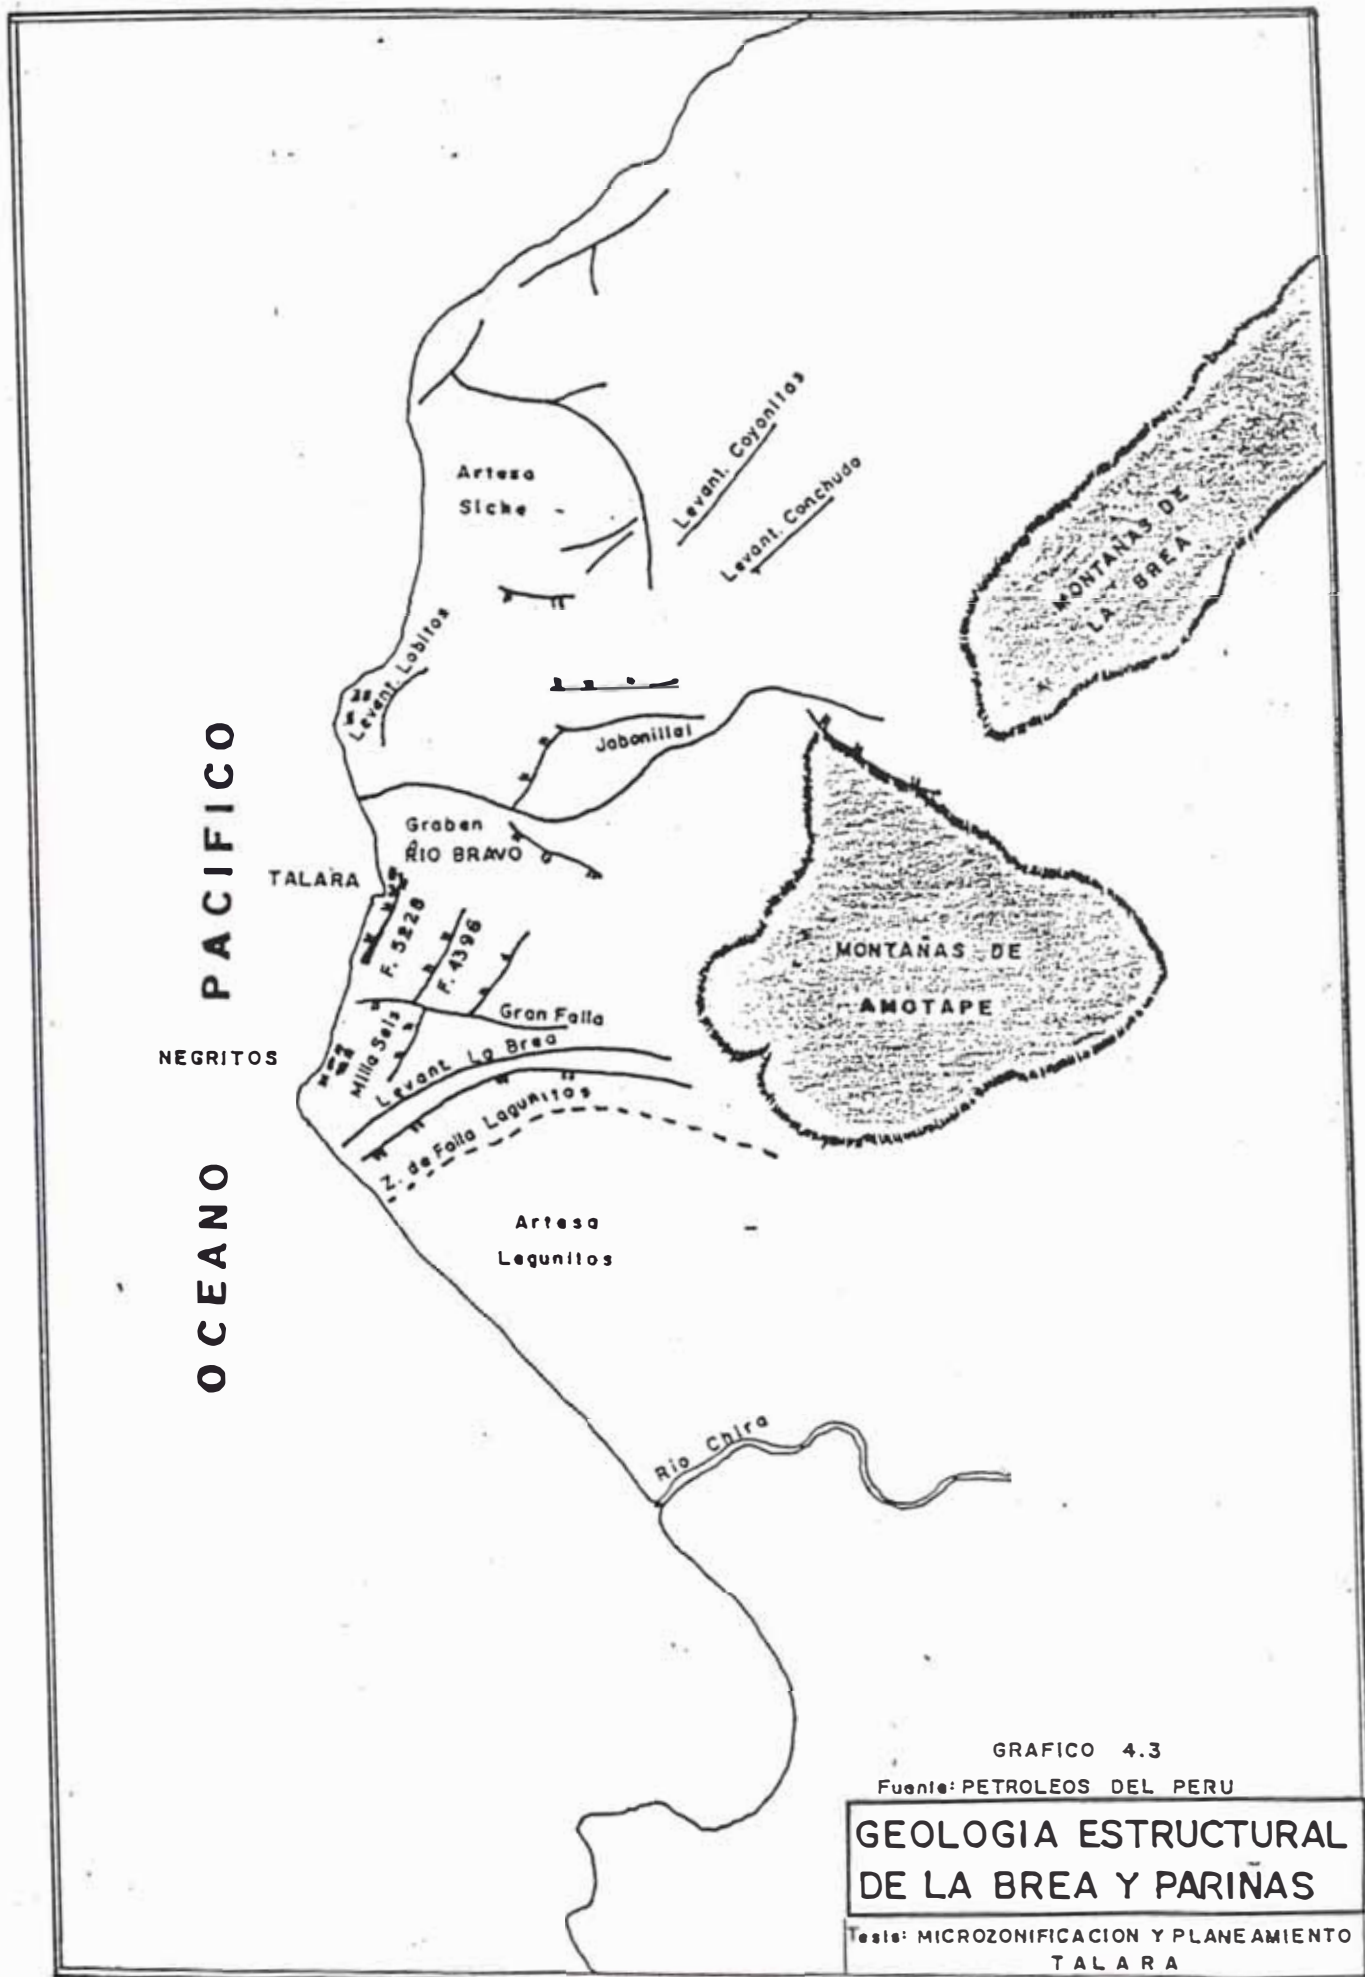 Artesa
Siche
Levant. Coyonitas
Levant. Conchudo
MONTAÑAS DE
LA BREA
Levant. Lobitos
Jabonillal
Graben
RIO BRAVO
TALARA
F. 5228
F. 4396
MONTAÑAS DE
AMOTAPE
Gran Falla
NEGRITOS
Milla Seis
Levant. La Brea
Z. de Falla Lagunitos
OCEANO PACIFICO
Artesa
Lagunitos
Rio Chira
GRAFICO 4.3
Fuente: PETROLEOS DEL PERU
GEOLOGIA ESTRUCTURAL
DE LA BREA Y PARIÑAS
Tesis: MICROZONIFICACION Y PLANEAMIENTO
TALARA